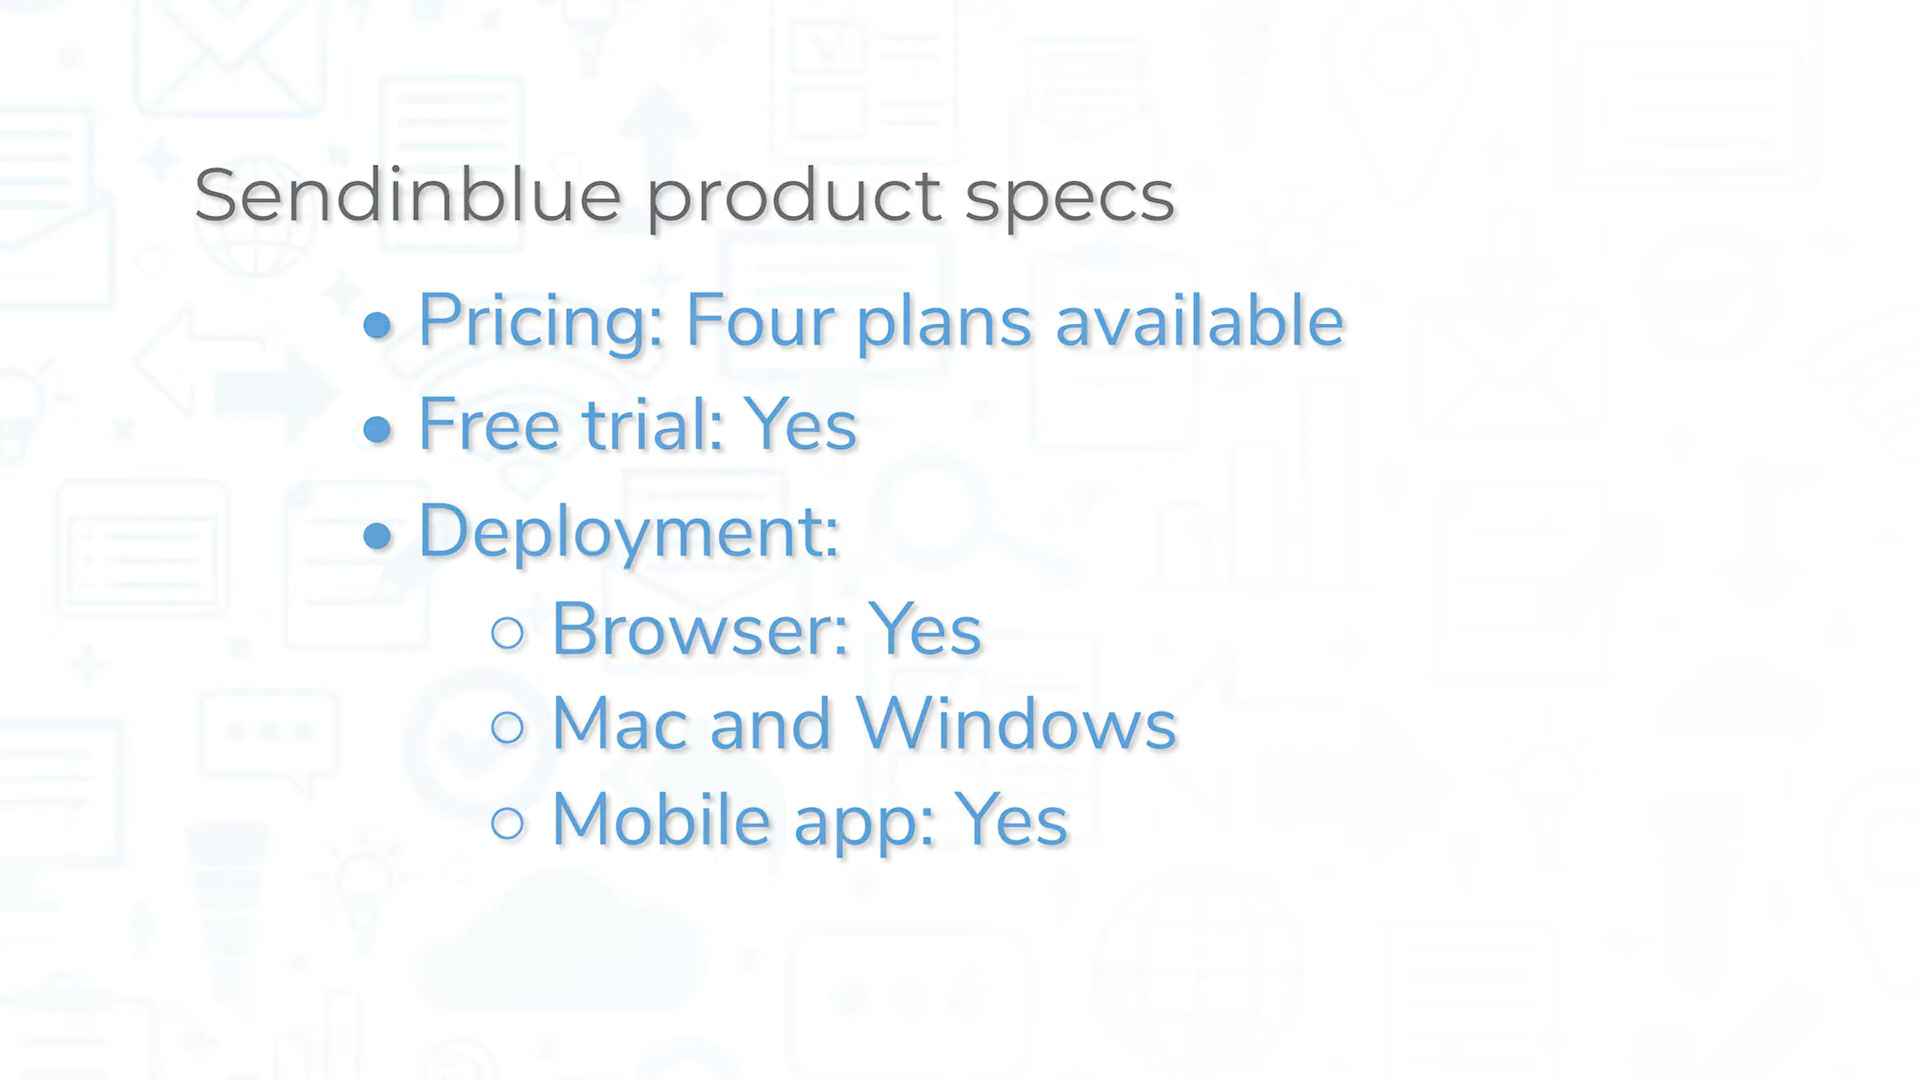 Sendinblue product specs
• Pricing: Four plans available
• Free trial: Yes
• Deployment:
○ Browser: Yes
○ Mac and Windows
○ Mobile app: Yes